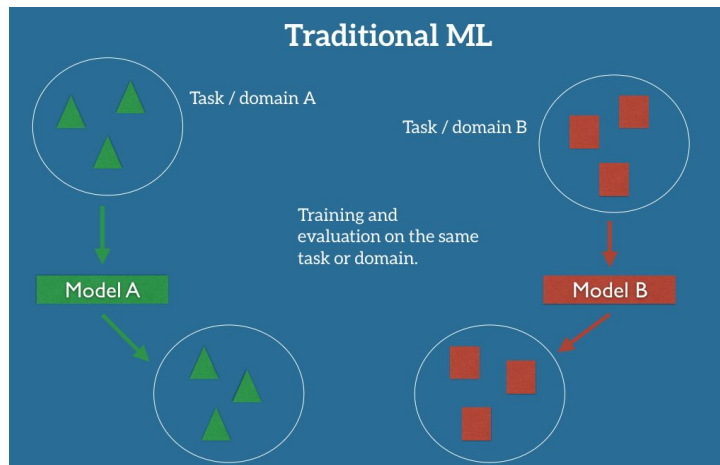 Traditional ML
Task / domain A
Task / domain B
Training and
evaluation on the same
task or domain.
Model A
Model B